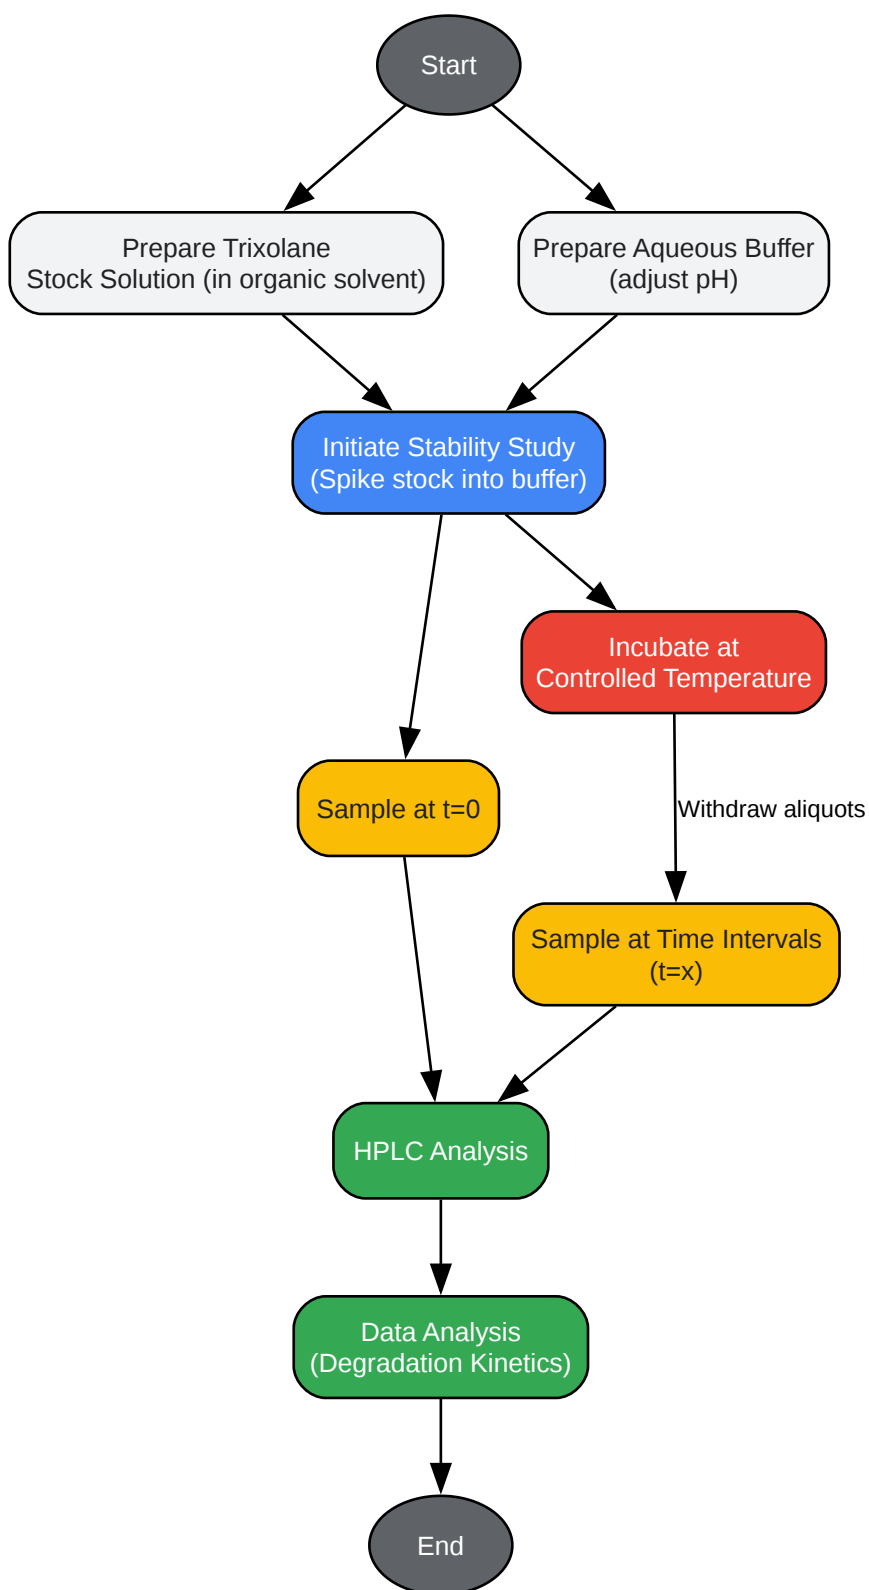 Start
Prepare Trixolane
Stock Solution (in organic solvent)
Prepare Aqueous Buffer
(adjust pH)
Initiate Stability Study
(Spike stock into buffer)
Incubate at
Controlled Temperature
Sample at t=0
Withdraw aliquots
Sample at Time Intervals
(t=x)
HPLC Analysis
Data Analysis
(Degradation Kinetics)
End